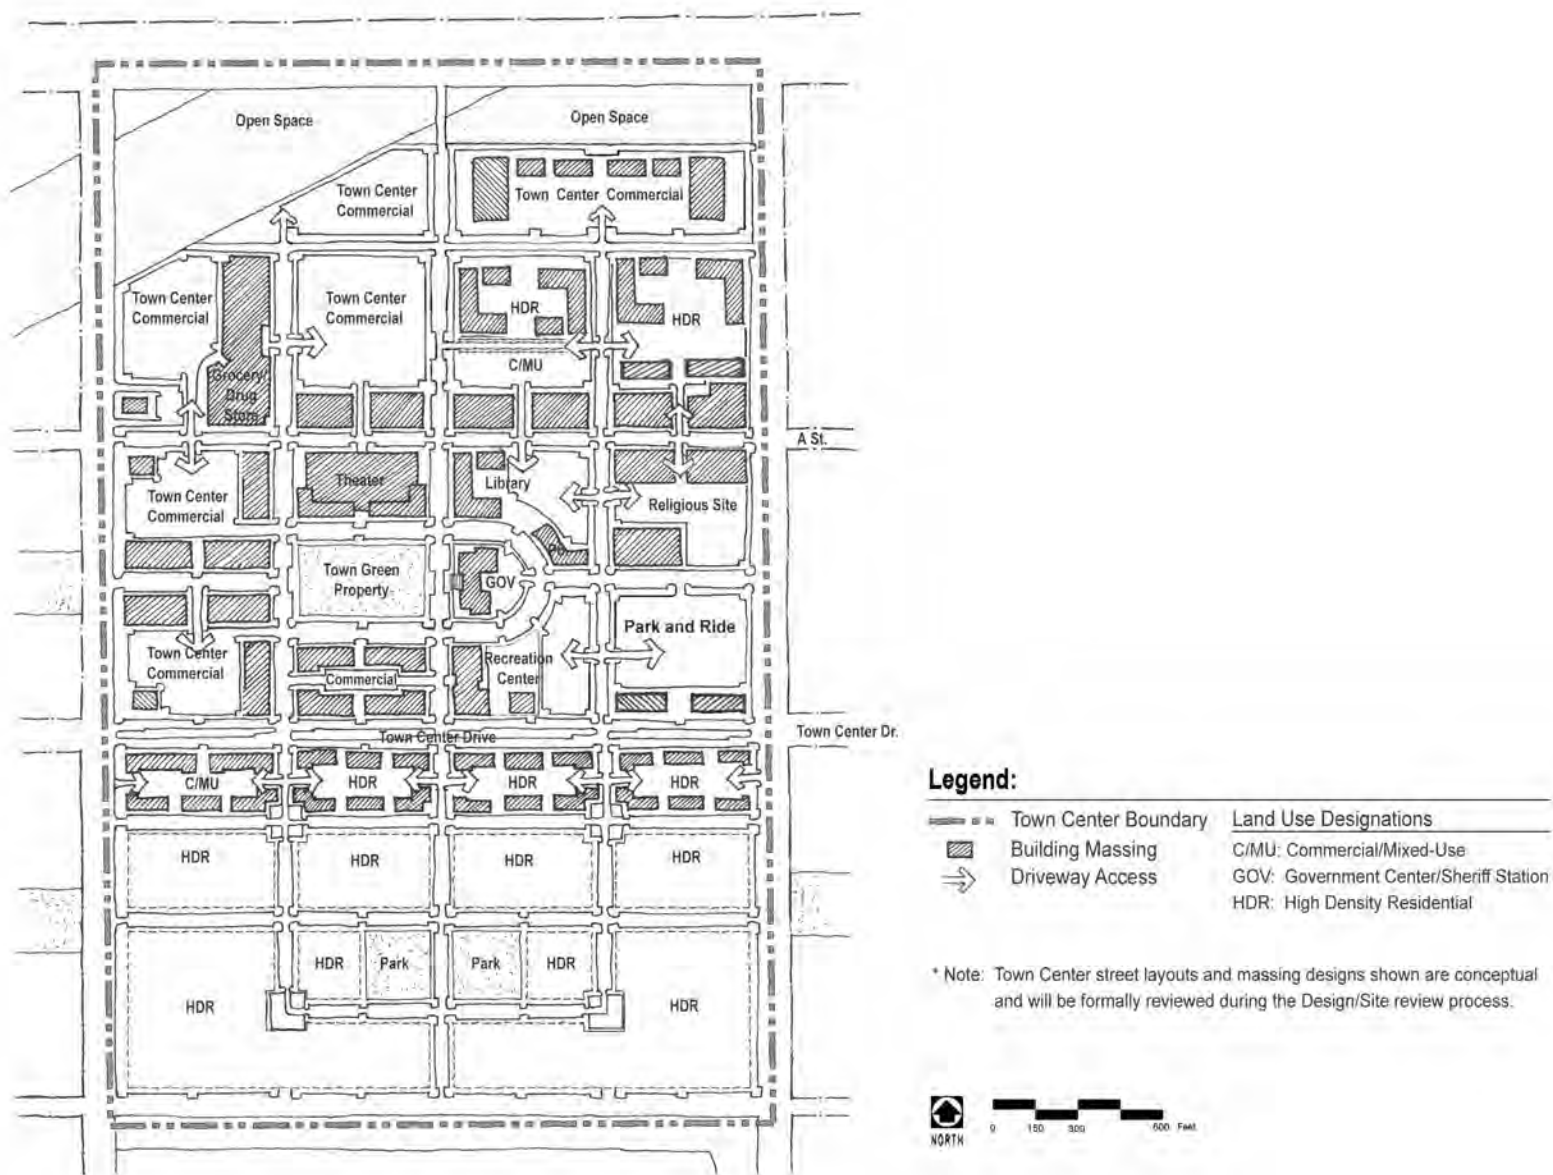 Open Space
Open Space
Town Center
Commercial
Town Center Commercial
Town Center
Commercial
Town Center
Commercial
HDR
HDR
C/MU
Grocery/
Drug
Store
A St.
Theater
Library
Town Center
Commercial
Religious Site
Town Green
Property
GOV
Park and Ride
Town Center
Commercial
Commercial
Recreation
Center
Town Center Drive
Town Center Dr.
C/MU
HDR
HDR
HDR
HDR
HDR
HDR
HDR
HDR
Park
Park
HDR
HDR
HDR
Legend:
Town Center Boundary
Building Massing
Driveway Access
Land Use Designations
C/MU: Commercial/Mixed-Use
GOV: Government Center/Sheriff Station
HDR: High Density Residential
* Note: Town Center street layouts and massing designs shown are conceptual
and will be formally reviewed during the Design/Site review process.
NORTH
0 150 300 600 Feet